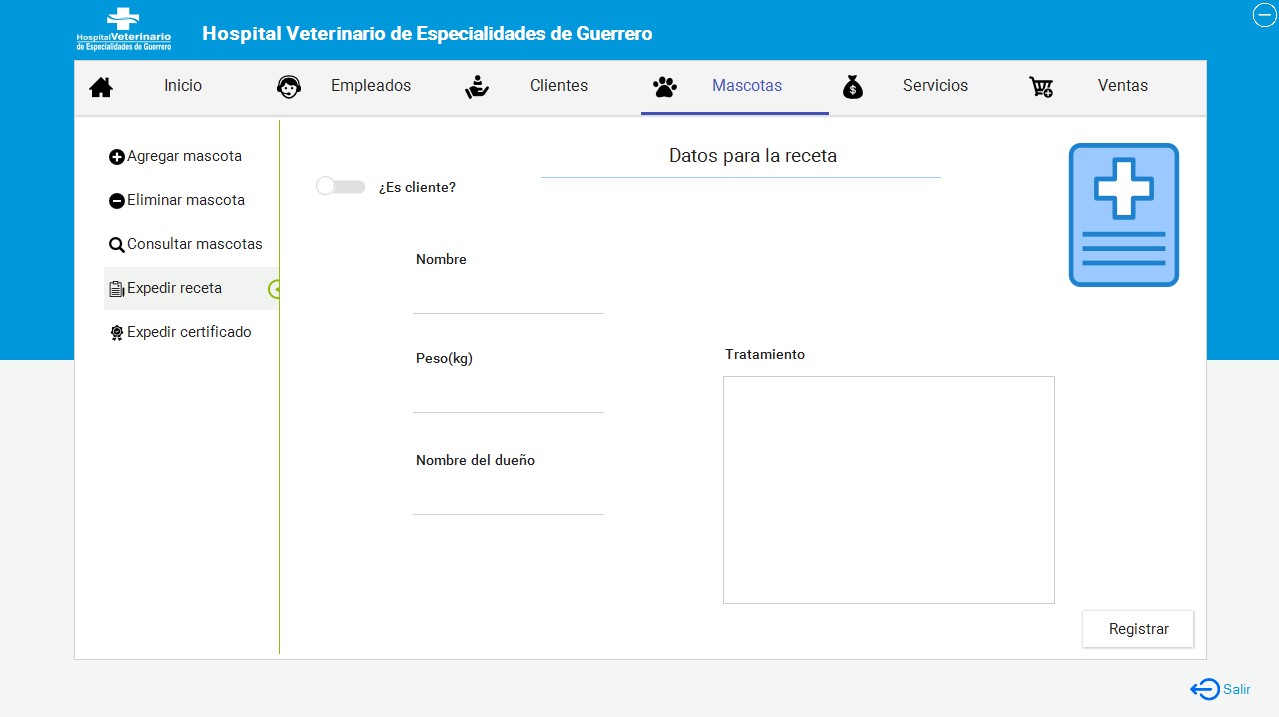 HospitalVeterinario
de Especialidades de Guerrero
Hospital Veterinario de Especialidades de Guerrero
Inicio
Empleados
Clientes
Mascotas
Servicios
Ventas
Agregar mascota
Eliminar mascota
Consultar mascotas
Expedir receta
Expedir certificado
Datos para la receta
¿Es cliente?
Nombre
Peso(kg)
Nombre del dueño
Tratamiento
Registrar
Salir